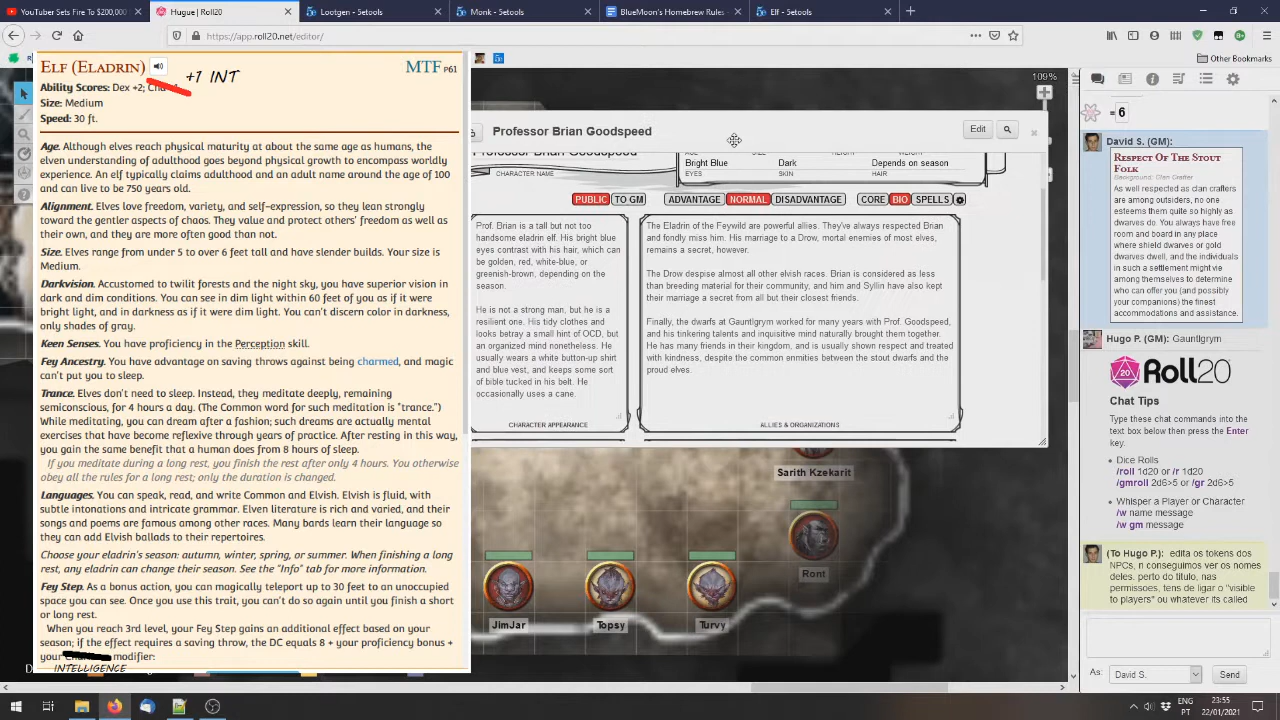 YouTube Sets Fire To $200,000
Hugue | Roll20
Lootgen - 5etools
Monk - 5etools
BlueMoon's Homebrew Rules
Elf - 5etools
https://app.roll20.net/editor/
Other Bookmarks
ELF (ELADRIN)
+1 INT
MTF P61
Ability Scores: Dex +2;
Size: Medium
Speed: 30 ft.
Age. Although elves reach physical maturity at about the same age as humans, the
elven understanding of adulthood goes beyond physical growth to encompass worldly
experience. An elf typically claims adulthood and an adult name around the age of 100
and can live to be 750 years old.
Alignment. Elves love freedom, variety, and self-expression, so they lean strongly
toward the gentler aspects of chaos. They value and protect others' freedom as well as
their own, and they are more often good than not.
Size. Elves range from under 5 to over 6 feet tall and have slender builds. Your size is
Medium.
Darkvision. Accustomed to twilit forests and the night sky, you have superior vision in
dark and dim conditions. You can see in dim light within 60 feet of you as if it were
bright light, and in darkness as if it were dim light. You can't discern color in darkness,
only shades of gray.
Keen Senses. You have proficiency in the Perception skill.
Fey Ancestry. You have advantage on saving throws against being charmed, and magic
can't put you to sleep.
Trance. Elves don't need to sleep. Instead, they meditate deeply, remaining
semiconscious, for 4 hours a day. (The Common word for such meditation is "trance.")
While meditating, you can dream after a fashion; such dreams are actually mental
exercises that have become reflexive through years of practice. After resting in this way,
you gain the same benefit that a human does from 8 hours of sleep.
If you meditate during a long rest, you finish the rest after only 4 hours. You otherwise
obey all the rules for a long rest; only the duration is changed.
Languages. You can speak, read, and write Common and Elvish. Elvish is fluid, with
subtle intonations and intricate grammar. Elven literature is rich and varied, and their
songs and poems are famous among other races. Many bards learn their language so
they can add Elvish ballads to their repertoires.
Choose your eladrin's season: autumn, winter, spring, or summer. When finishing a long
rest, any eladrin can change their season. See the "Info" tab for more information.
Fey Step. As a bonus action, you can magically teleport up to 30 feet to an unoccupied
space you can see. Once you use this trait, you can't do so again until you finish a short
or long rest.
When you reach 3rd level, your Fey Step gains an additional effect based on your
season; if the effect requires a saving throw, the DC equals 8 + your proficiency bonus +
your modifier:
INTELLIGENCE
109%
Professor Brian Goodspeed
Edit
Professor Brian Goodspeed
CHARACTER NAME
AGE SIZE HEIGHT WEIGHT
Bright Blue Dark Depends on season
EYES SKIN HAIR
PUBLIC TO GM ADVANTAGE NORMAL DISADVANTAGE CORE BIO SPELLS
Prof. Brian is a tall but not too
handsome eladrin elf. His bright blue
eyes contrast with his hair, which can
be golden, red, white-blue, or
greenish-brown, depending on the
season.
He is not a strong man, but he is a
resilient one. His tidy clothes and
looks betray a small hint of OCD, but
an organized mind nonetheless. He
usually wears a white button-up shirt
and blue vest, and keeps some sort
of bible tucked in his belt. He
occasionally uses a cane.
CHARACTER APPEARANCE
The Eladrin of the Feywild are powerful allies. They've always respected Brian
and fondly miss him. His marriage to a Drow, mortal enemies of most elves,
remains a secret, however.
The Drow despise almost all other elvish races. Brian is considered as less
than breeding material for their community, and him and Syllin have also kept
their marriage a secret from all but their closest friends.
Finally, the dwarfs at Gauntlgrym worked for many years with Prof. Goodspeed,
and his tinkering talents and inquisitive mind naturally brought them together.
He has many friends in their kingdom, and is usually shown respect and treated
with kindness, despite the common enmities between the stout dwarfs and the
proud elves.
ALLIES & ORGANIZATIONS
Sarith Kzekarit
Ront
JimJar
Topsy
Turvy
= 6
David S. (GM):
RESPECT OF THE STOUT
FOLK
Background: Clan Crafter
As well respected as clan crafters
are among outsiders, no one
esteems them quite so highly as
dwarves do. You always have free
room and board in any place
where shield dwarves or gold
dwarves dwell, and the individuals
in such a settlement might vie
among themselves to determine
who can offer you (and possibly
your companions) the finest
accommodations and assistance.
Hugo P. (GM): Gauntlgrym
20
Roll20
Chat Tips
Type these chat commands into the
text box below then press the Enter
key.
Dice Rolls
/roll 1d20 or /r 1d20
/gmroll 2d6>5 or /gr 2d6>5
Whisper a Player or Character
/w name message
/w gm message
(To Hugo P.): edita os tokens dos
NPCs, n conseguimos ver os nomes
deles. perto do título, nas
permissoes, tens de ligar o "visible
to players" ou whatever its called
As: David S.
Send
ENG
PT
23:55
22/01/2021